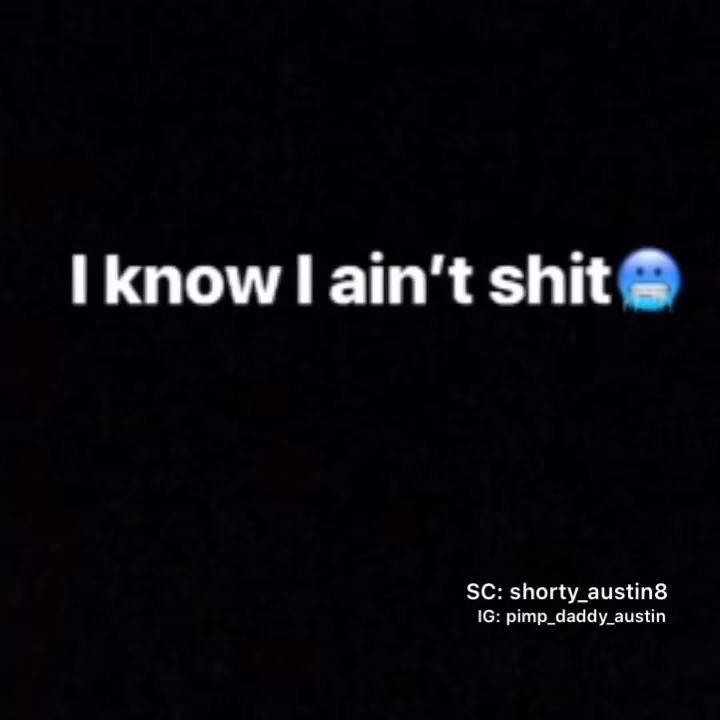 I know I ain’t shit🥶
SC: shorty_austin8
IG: pimp_daddy_austin